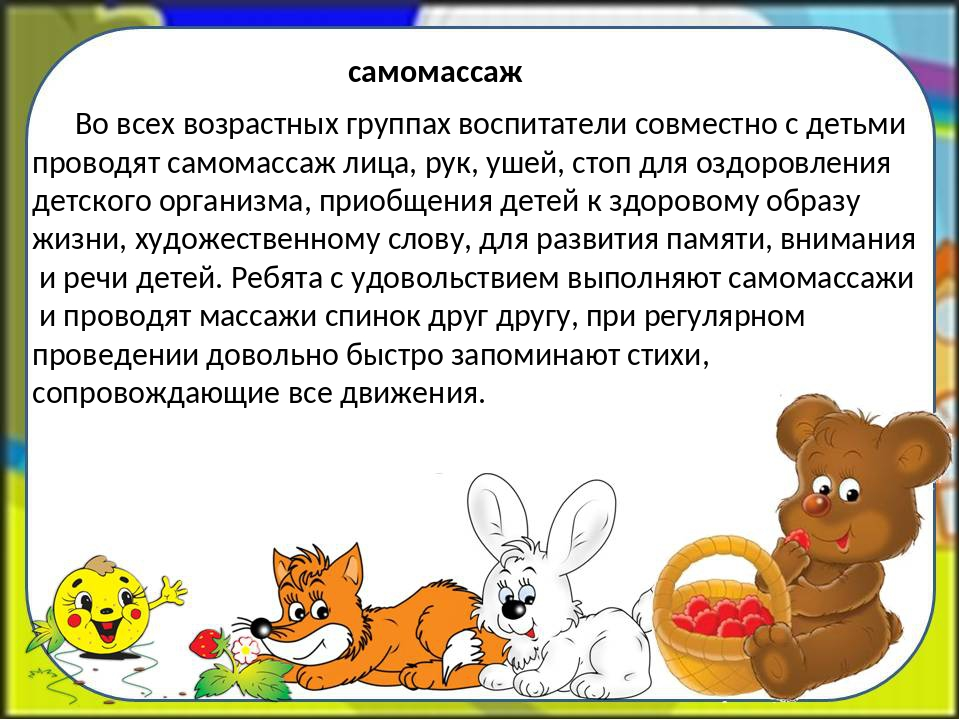 самомассаж
Во всех возрастных группах воспитатели совместно с детьми
проводят самомассаж лица, рук, ушей, стоп для оздоровления
детского организма, приобщения детей к здоровому образу
жизни, художественному слову, для развития памяти, внимания
и речи детей. Ребята с удовольствием выполняют самомассажи
и проводят массажи спинок друг другу, при регулярном
проведении довольно быстро запоминают стихи,
сопровождающие все движения.